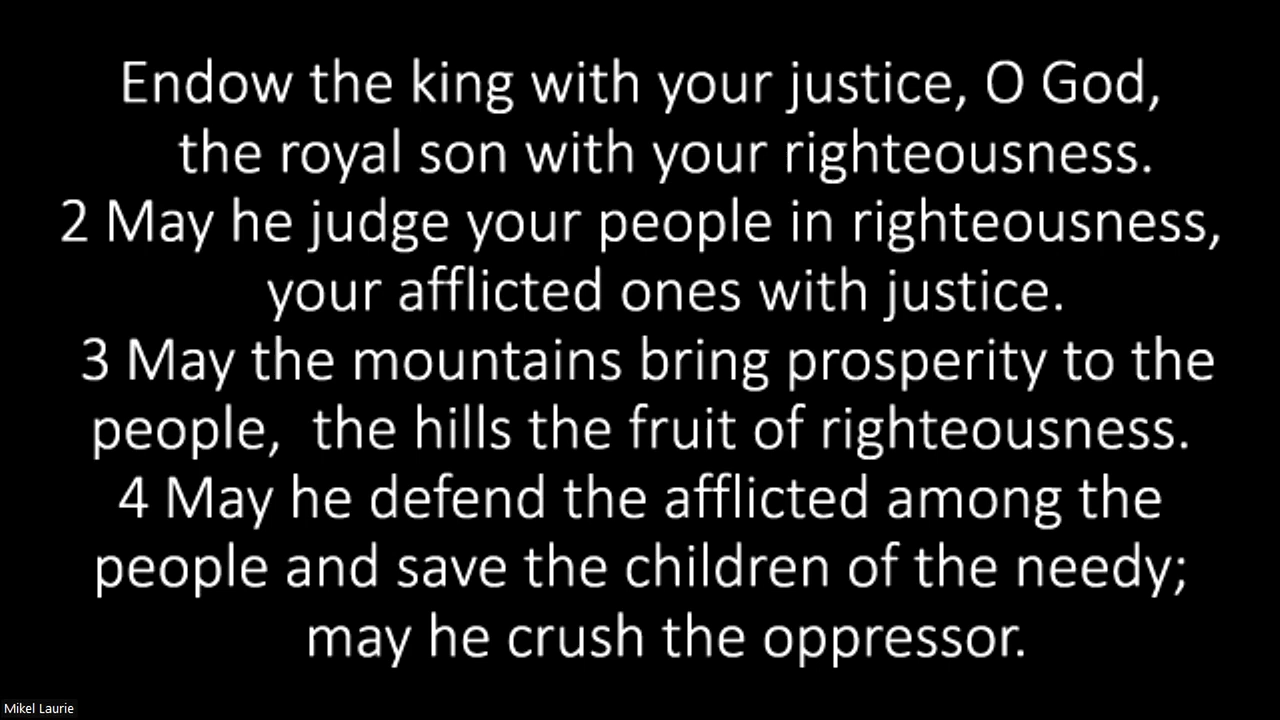 Endow the king with your justice, O God,
the royal son with your righteousness.
2 May he judge your people in righteousness,
your afflicted ones with justice.
3 May the mountains bring prosperity to the
people,  the hills the fruit of righteousness.
4 May he defend the afflicted among the
people and save the children of the needy;
may he crush the oppressor.
Mikel Laurie